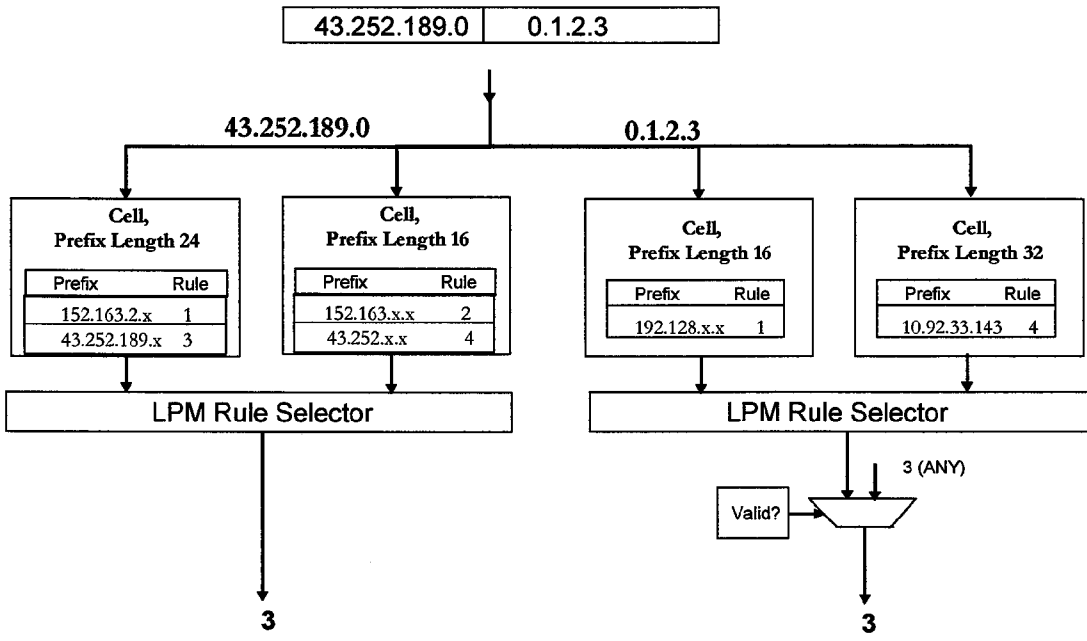 43.252.189.0 0.1.2.3
43.252.189.0 0.1.2.3
Cell,
Prefix Length 24
Prefix Rule
152.163.2.x 1
43.252.189.x 3
Cell,
Prefix Length 16
Prefix Rule
152.163.x.x 2
43.252.x.x 4
Cell,
Prefix Length 16
Prefix Rule
192.128.x.x 1
Cell,
Prefix Length 32
Prefix Rule
10.92.33.143 4
LPM Rule Selector
LPM Rule Selector
3 (ANY)
Valid?
3
3